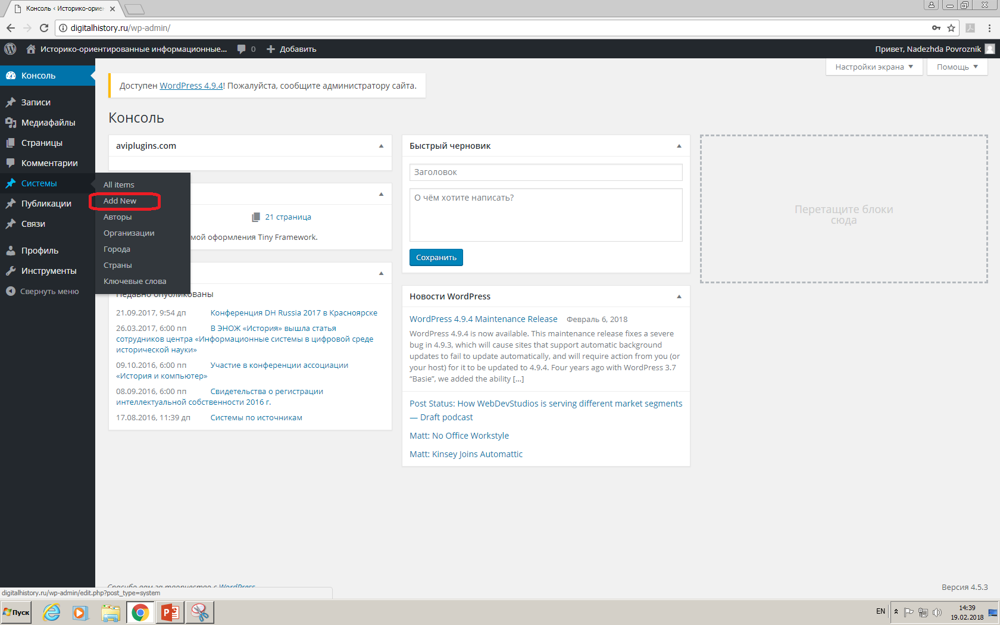 Консоль ‹ Историко-ориен
digitalhistory.ru/wp-admin/
Историко-ориентированные информационные...
0
Добавить
Привет, Nadezhda Povroznik
Консоль
Записи
Медиафайлы
Страницы
Комментарии
Системы
Публикации
Связи
Профиль
Инструменты
Свернуть меню
All items
Add New
Авторы
Организации
Города
Страны
Ключевые слова
Настройки экрана
Помощь
Доступен WordPress 4.9.4! Пожалуйста, сообщите администратору сайта.
Консоль
aviplugins.com
21 страница
мой оформления Tiny Framework.
Недавно опубликованы
21.09.2017, 9:54 дп Конференция DH Russia 2017 в Красноярске
26.03.2017, 6:00 пп В ЭНОЖ «История» вышла статья
сотрудников центра «Информационные системы в цифровой среде
исторической науки»
09.10.2016, 6:00 пп Участие в конференции ассоциации
«История и компьютер»
08.09.2016, 6:00 пп Свидетельства о регистрации
интеллектуальной собственности 2016 г.
17.08.2016, 11:39 дп Системы по источникам
Быстрый черновик
Заголовок
О чём хотите написать?
Сохранить
Новости WordPress
WordPress 4.9.4 Maintenance Release Февраль 6, 2018
WordPress 4.9.4 is now available. This maintenance release fixes a severe
bug in 4.9.3, which will cause sites that support automatic background
updates to fail to update automatically, and will require action from you (or
your host) for it to be updated to 4.9.4. Four years ago with WordPress 3.7
“Basie”, we added the ability […]
Post Status: How WebDevStudios is serving different market segments
— Draft podcast
Matt: No Office Workstyle
Matt: Kinsey Joins Automattic
Перетащите блоки
сюда
Спасибо вам за творчество с WordPress.
Версия 4.5.3
digitalhistory.ru/wp-admin/edit.php?post_type=system
Пуск
EN
14:39
19.02.2018